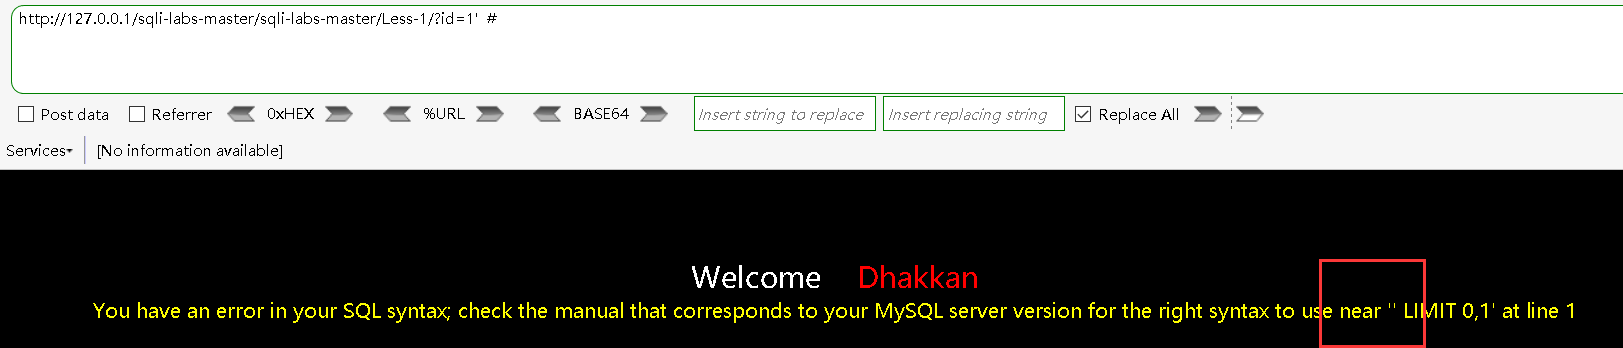 http://127.0.0.1/sqli-labs-master/sqli-labs-master/Less-1/?id=1'  #
Post data Referrer 0xHEX %URL BASE64 Insert string to replace Insert replacing string Replace All
Services [No information available]
Welcome Dhakkan
You have an error in your SQL syntax; check the manual that corresponds to your MySQL server version for the right syntax to use near '' LIMIT 0,1' at line 1